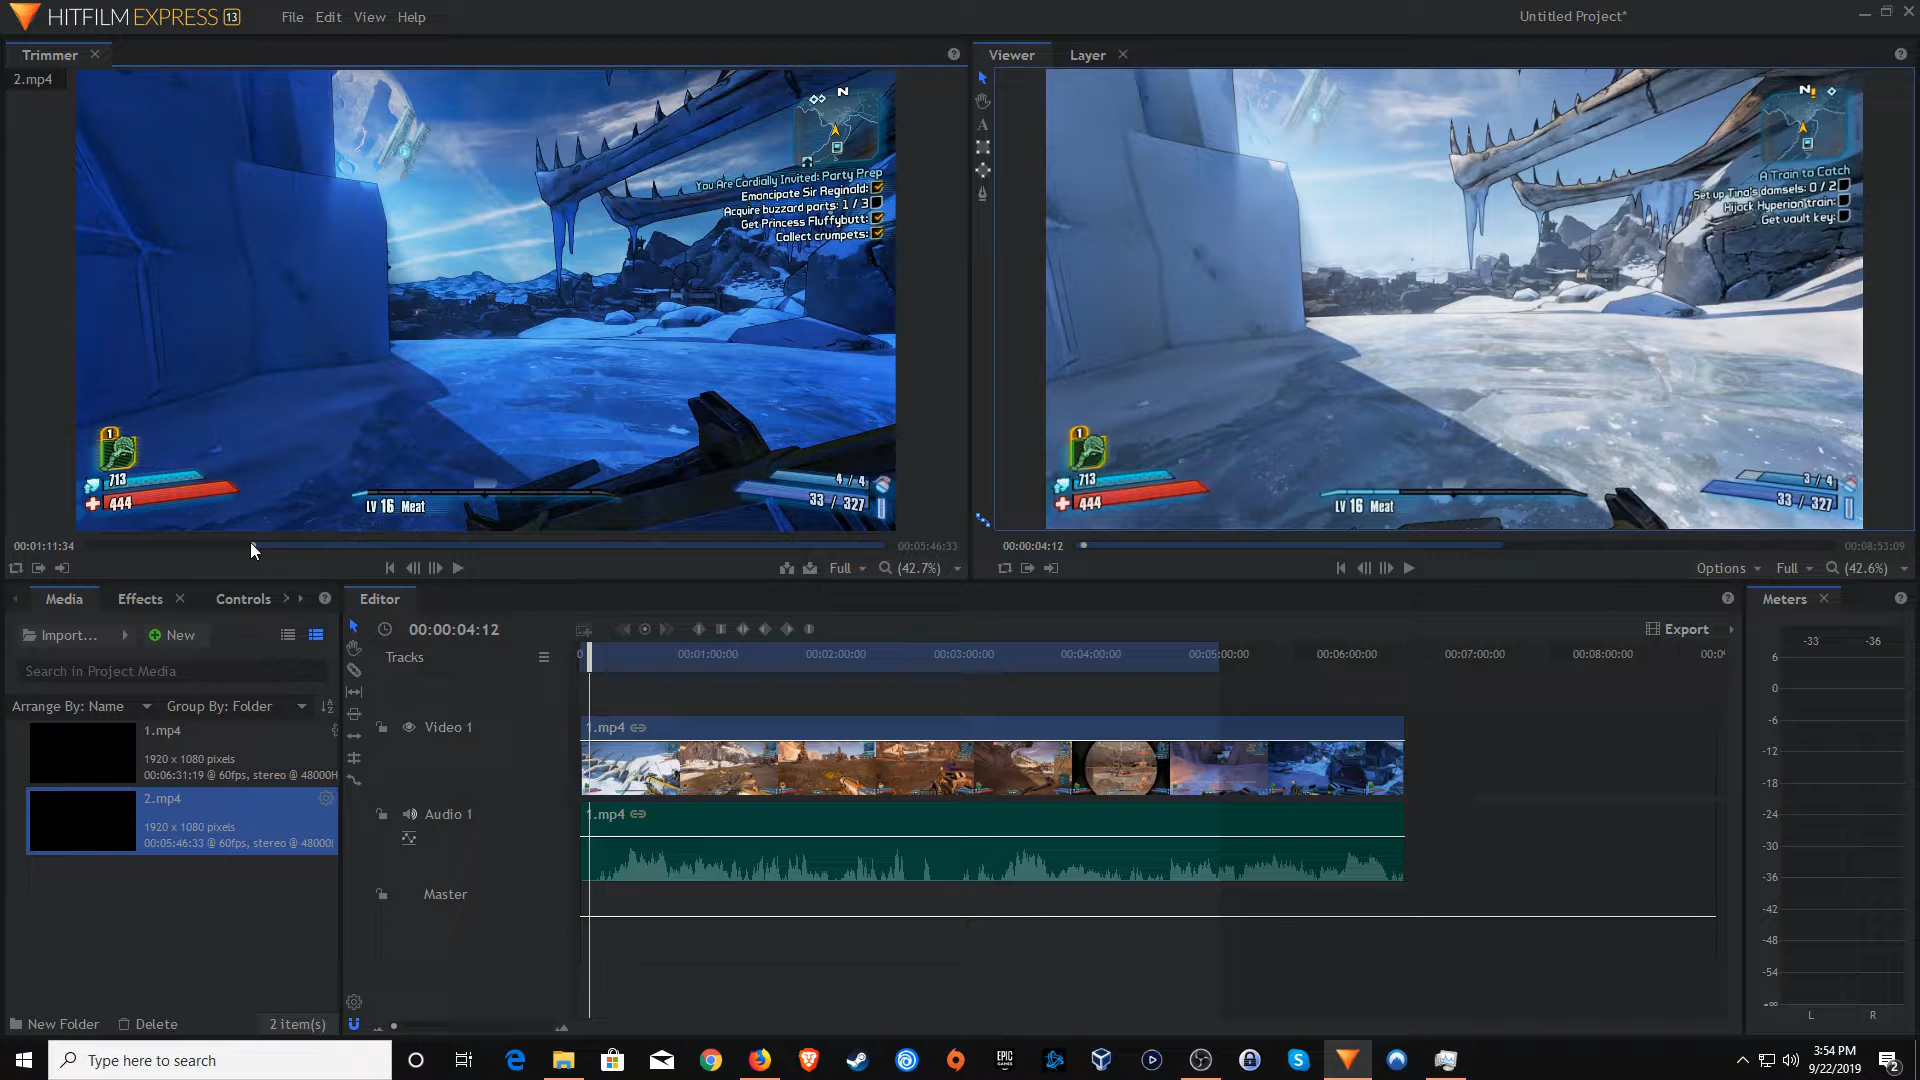 HITFILM EXPRESS 13
File Edit View Help
Untitled Project*
Trimmer
Viewer
Layer
2.mp4
N
You Are Cordially Invited: Party Prep
Emancipate Sir Reginald:
Acquire buzzard parts: 1 / 3
Get Princess Fluffybutt:
Collect crumpets:
1
713
444
LV 16 Meat
4 / 4
33 / 327
N
A Train to Catch
Set up Tina's damsels: 0 / 2
Hijack Hyperion train:
Get vault key:
1
713
444
LV 16 Meat
3 / 4
33 / 327
00:01:11:34
00:05:46:33
00:00:04:12
00:08:53:09
Full
(42.7%)
Options
Full
(42.6%)
Media
Effects
Controls
Editor
Meters
Import...
New
00:00:04:12
Export
-33
-36
Search in Project Media
Tracks
0
00:01:00:00
00:02:00:00
00:03:00:00
00:04:00:00
00:05:00:00
00:06:00:00
00:07:00:00
00:08:00:00
Arrange By: Name
Group By: Folder
1.mp4
1920 x 1080 pixels
00:06:31:19 @ 60fps, stereo @ 48000H
2.mp4
1920 x 1080 pixels
00:05:46:33 @ 60fps, stereo @ 48000
Video 1
1.mp4
Audio 1
1.mp4
Master
6
0
-6
-12
-18
-24
-30
-36
-42
-48
-54
-∞
L
R
New Folder
Delete
2 item(s)
Type here to search
EPIC GAMES
3:54 PM
9/22/2019
2